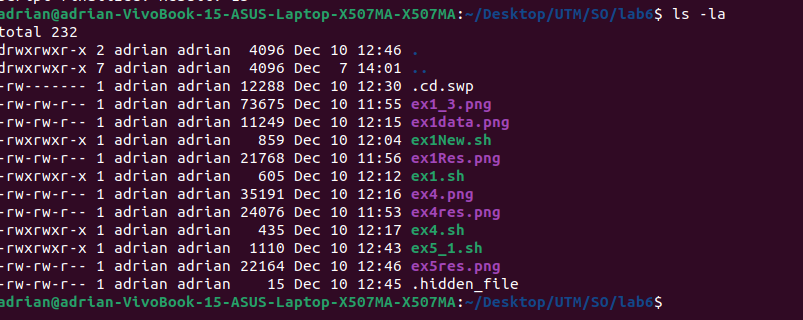 adrian@adrian-VivoBook-15-ASUS-Laptop-X507MA-X507MA:~/Desktop/UTM/SO/lab6$ ls -la
total 232
drwxrwxr-x 2 adrian adrian  4096 Dec 10 12:46 .
drwxrwxr-x 7 adrian adrian  4096 Dec  7 14:01 ..
-rw------- 1 adrian adrian 12288 Dec 10 12:30 .cd.swp
-rw-rw-r-- 1 adrian adrian 73675 Dec 10 11:55 ex1_3.png
-rw-rw-r-- 1 adrian adrian 11249 Dec 10 12:15 ex1data.png
-rwxrwxr-x 1 adrian adrian   859 Dec 10 12:04 ex1New.sh
-rw-rw-r-- 1 adrian adrian 21768 Dec 10 11:56 ex1Res.png
-rwxrwxr-x 1 adrian adrian   605 Dec 10 12:12 ex1.sh
-rw-rw-r-- 1 adrian adrian 35191 Dec 10 12:16 ex4.png
-rw-rw-r-- 1 adrian adrian 24076 Dec 10 11:53 ex4res.png
-rwxrwxr-x 1 adrian adrian   435 Dec 10 12:17 ex4.sh
-rwxrwxr-x 1 adrian adrian  1110 Dec 10 12:43 ex5_1.sh
-rw-rw-r-- 1 adrian adrian 22164 Dec 10 12:46 ex5res.png
-rw-rw-r-- 1 adrian adrian    15 Dec 10 12:45 .hidden_file
adrian@adrian-VivoBook-15-ASUS-Laptop-X507MA-X507MA:~/Desktop/UTM/SO/lab6$